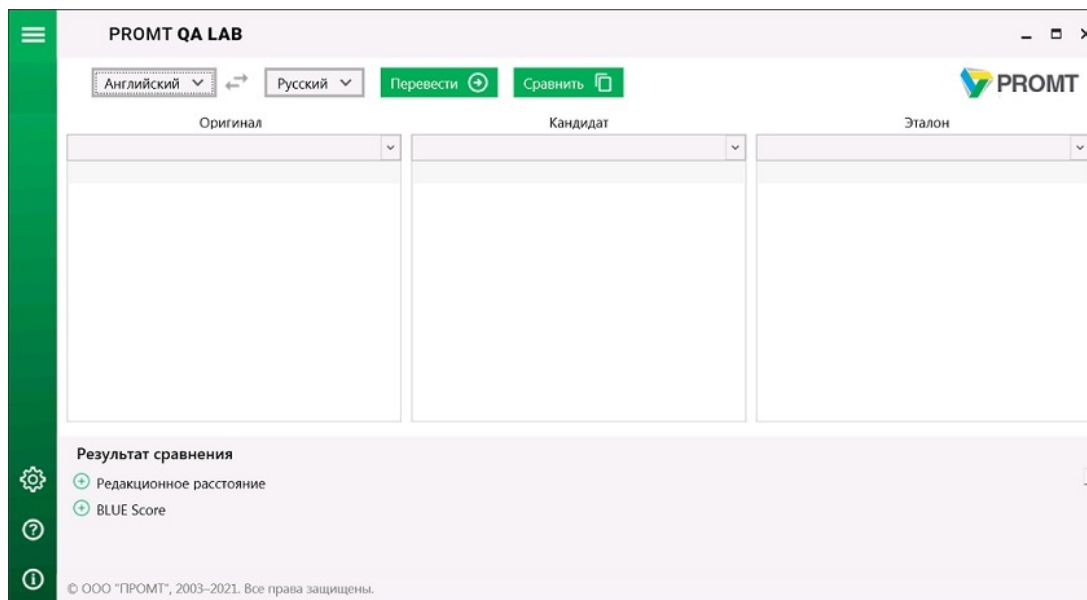 PROMT QA LAB
Английский Русский Перевести Сравнить PROMT
Оригинал Кандидат Эталон
Результат сравнения
Редакционное расстояние
BLUE Score
© ООО "ПРОМТ", 2003–2021. Все права защищены.